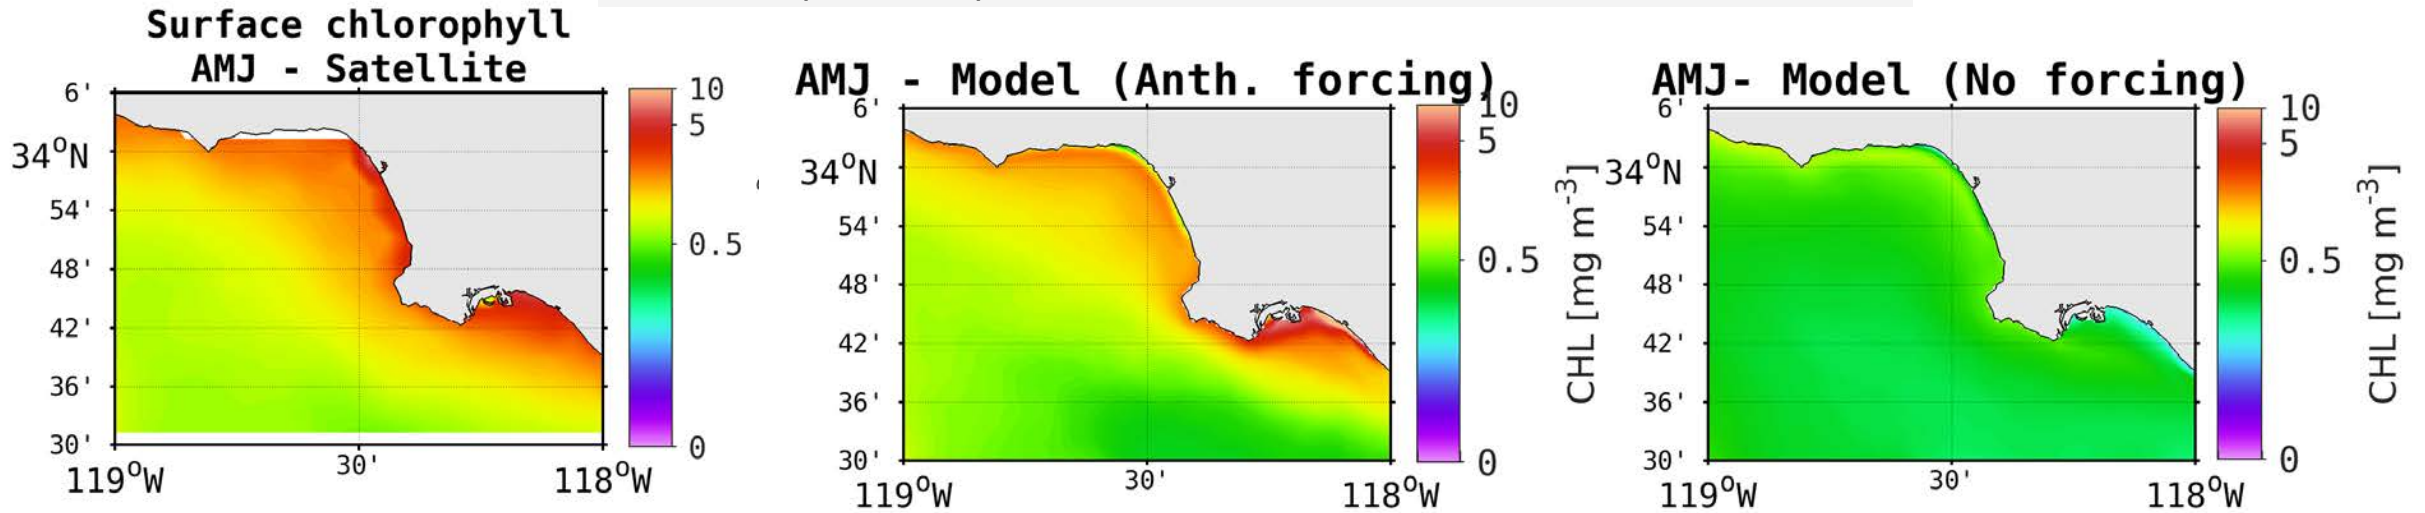 Surface chlorophyll
AMJ - Satellite
6'
34°N
54'
48'
42'
36'
30'
119°W
30'
118°W
10
5
0.5
0
AMJ - Model (Anth. forcing)
6'
34°N
54'
48'
42'
36'
30'
119°W
30'
118°W
10
5
0.5
0
CHL [mg m⁻³]
AMJ- Model (No forcing)
6'
34°N
54'
48'
42'
36'
30'
119°W
30'
118°W
10
5
0.5
0
CHL [mg m⁻³]